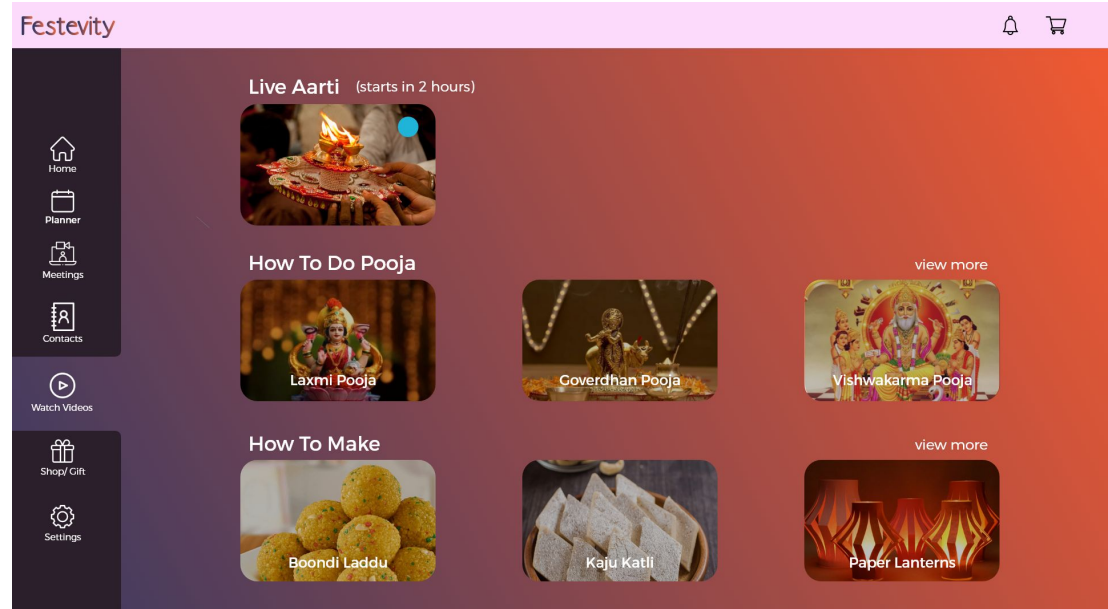 Festevity
Home
Planner
Meetings
Contacts
Watch Videos
Shop/ Gift
Settings
Live Aarti (starts in 2 hours)
How To Do Pooja
view more
Laxmi Pooja
Goverdhan Pooja
Vishwakarma Pooja
How To Make
view more
Boondi Laddu
Kaju Katli
Paper Lanterns